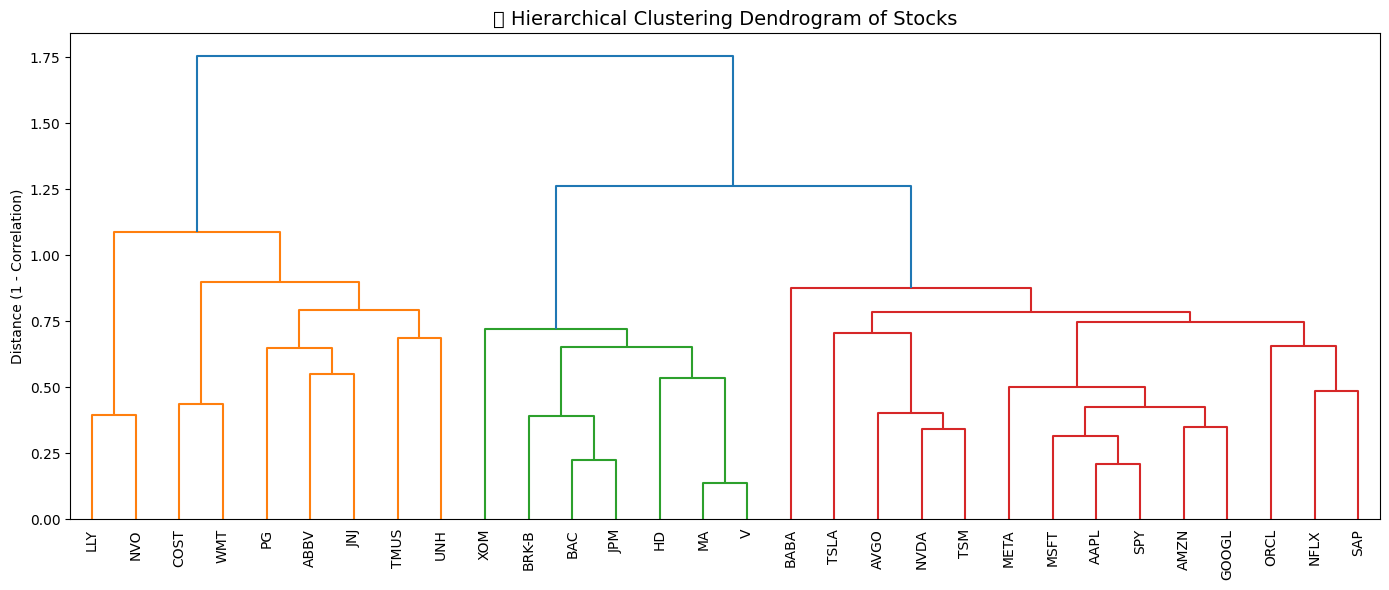 ▯ Hierarchical Clustering Dendrogram of Stocks
Distance (1 - Correlation)
1.75
1.50
1.25
1.00
0.75
0.50
0.25
0.00
LLY
NVO
COST
WMT
PG
ABBV
JNJ
TMUS
UNH
XOM
BRK-B
BAC
JPM
HD
MA
V
BABA
TSLA
AVGO
NVDA
TSM
META
MSFT
AAPL
SPY
AMZN
GOOGL
ORCL
NFLX
SAP